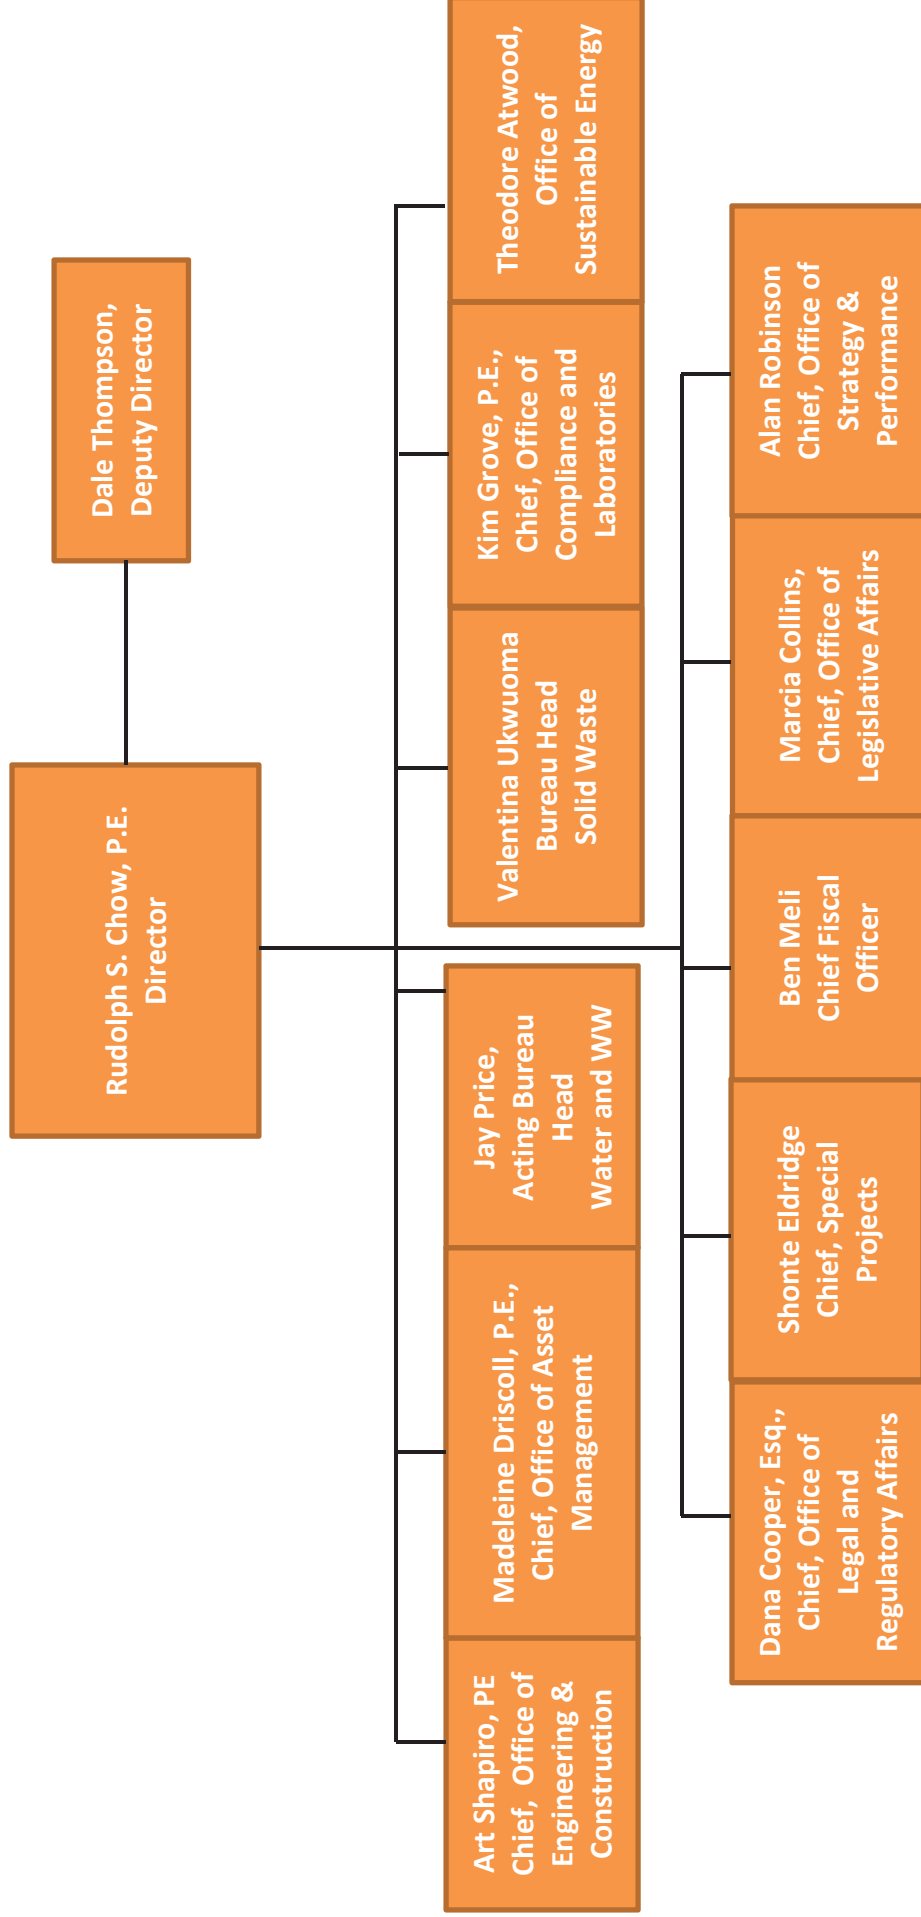 Rudolph S. Chow, P.E.
Director
Dale Thompson,
Deputy Director
Art Shapiro, PE
Chief, Office of
Engineering &
Construction
Madeleine Driscoll, P.E.,
Chief, Office of Asset
Management
Jay Price,
Acting Bureau
Head
Water and WW
Valentina Ukwuoma
Bureau Head
Solid Waste
Kim Grove, P.E.,
Chief, Office of
Compliance and
Laboratories
Theodore Atwood,
Office of
Sustainable Energy
Dana Cooper, Esq.,
Chief, Office of
Legal and
Regulatory Affairs
Shonte Eldridge
Chief, Special
Projects
Ben Meli
Chief Fiscal
Officer
Marcia Collins,
Chief, Office of
Legislative Affairs
Alan Robinson
Chief, Office of
Strategy &
Performance